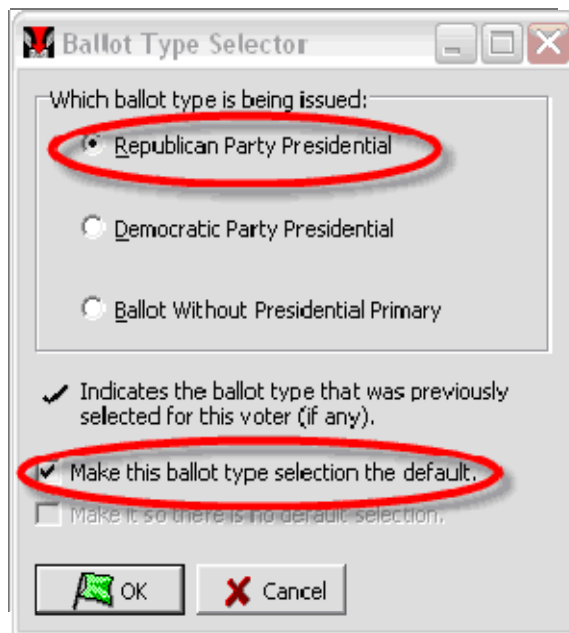 Ballot Type Selector
Which ballot type is being issued:
Republican Party Presidential
Democratic Party Presidential
Ballot Without Presidential Primary
Indicates the ballot type that was previously
selected for this voter (if any).
Make this ballot type selection the default.
Make it so there is no default selection.
OK
Cancel